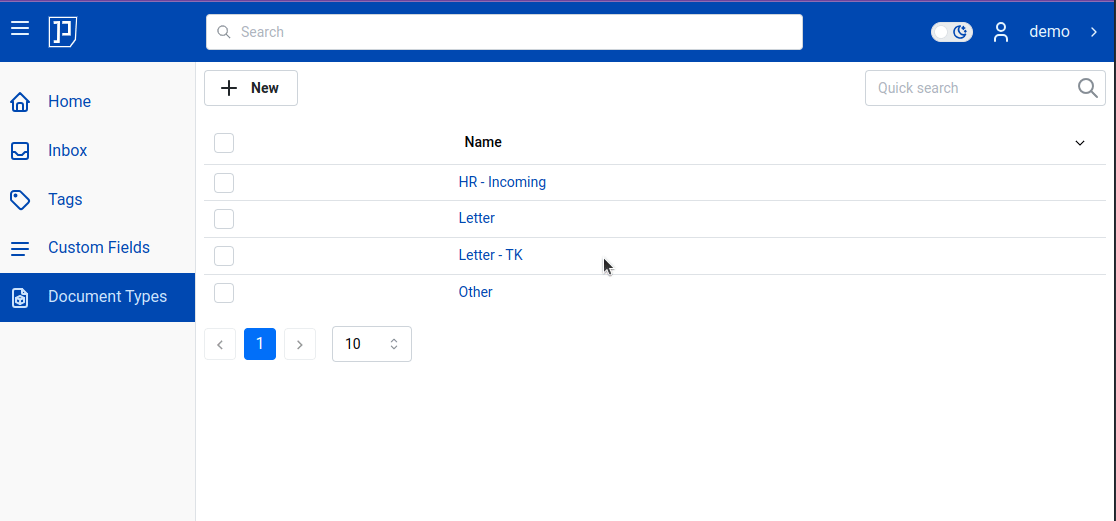 Search
demo
Home
Inbox
Tags
Custom Fields
Document Types
New
Quick search
Name
HR - Incoming
Letter
Letter - TK
Other
1
10